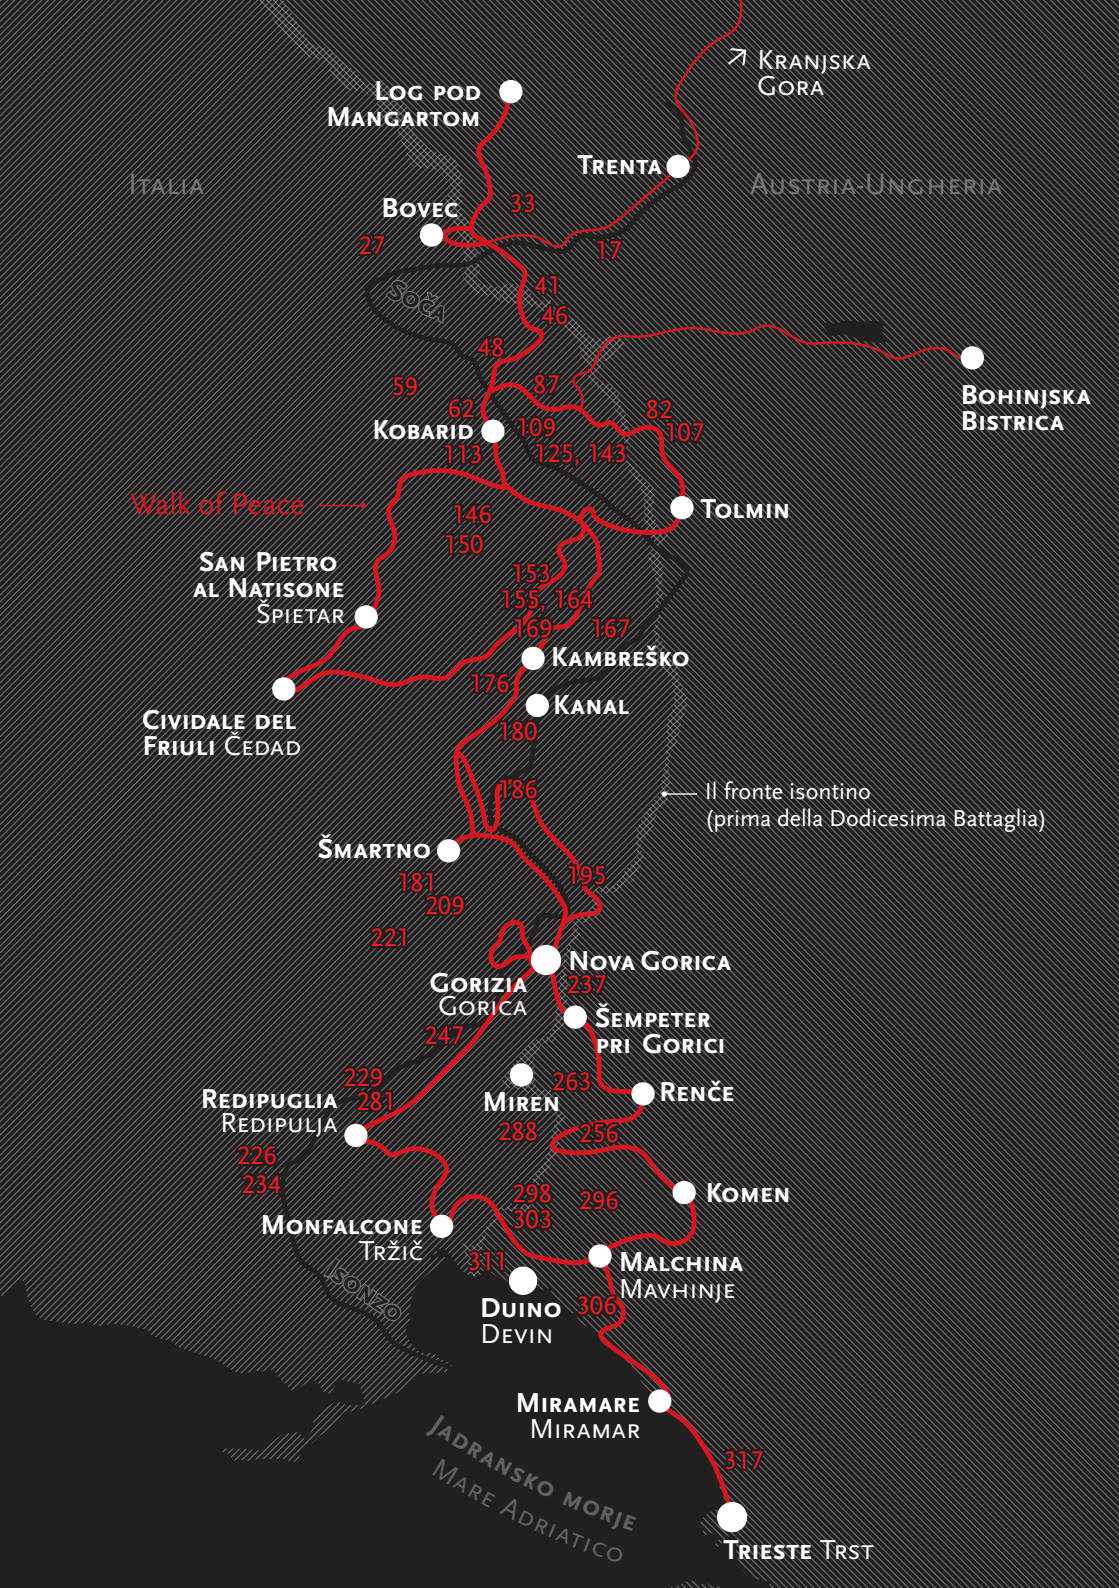 Kranjska
Gora
Log pod
Mangartom
Trenta
Italia
Austria-Ungheria
Bovec
33
27
17
Soča
41
46
48
59
87
62
82
Kobarid
109
107
113
125, 143
Bohinjska
Bistrica
Walk of Peace
146
Tolmin
150
San Pietro
al Natisone
Špietar
153
155, 164
169
167
Kambreško
176
Kanal
Cividale del
Friuli Čedad
180
186
Il fronte isontino
(prima della Dodicesima Battaglia)
Šmartno
181
195
209
221
Nova Gorica
Gorizia
Gorica
237
Šempeter
pri Gorici
247
229
281
Redipuglia
Redipulja
Miren
263
Renče
288
256
226
234
298
296
303
Komen
Monfalcone
Tržič
311
Malchina
Mavhinje
Isonzo
Duino
Devin
306
Miramare
Miramar
Jadransko morje
Mare Adriatico
317
Trieste Trst